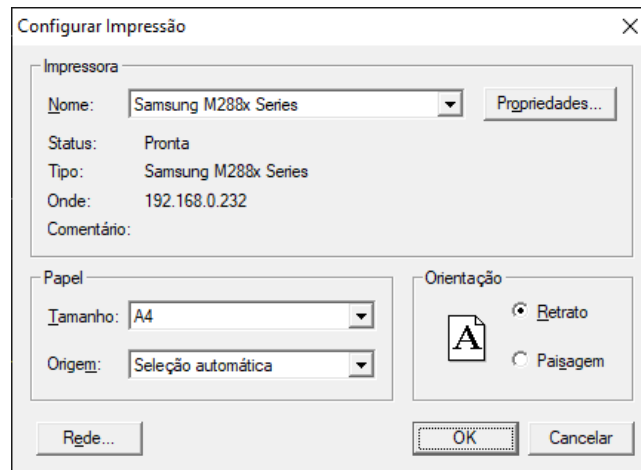 Configurar Impressão
Impressora
Nome: Samsung M288x Series Propriedades...
Status: Pronta
Tipo: Samsung M288x Series
Onde: 192.168.0.232
Comentário:
Papel
Tamanho: A4
Origem: Seleção automática
Orientação
A
Retrato
Paisagem
Rede... OK Cancelar